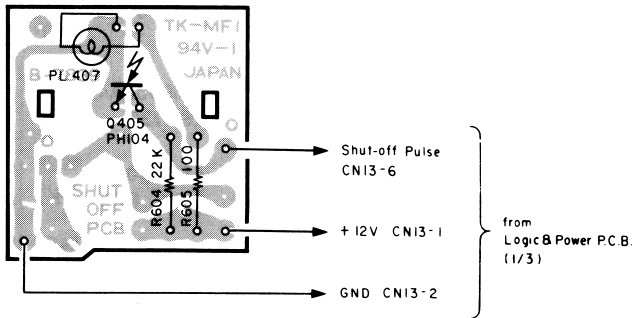 TK-MF1
94V-1
JAPAN
PL407
Q405
PH104
R604 22K
R605 100
SHUT
OFF
PCB
Shut-off Pulse
CN13-6
+12V CN13-1
GND CN13-2
from
Logic & Power P.C.B.
(1/3)